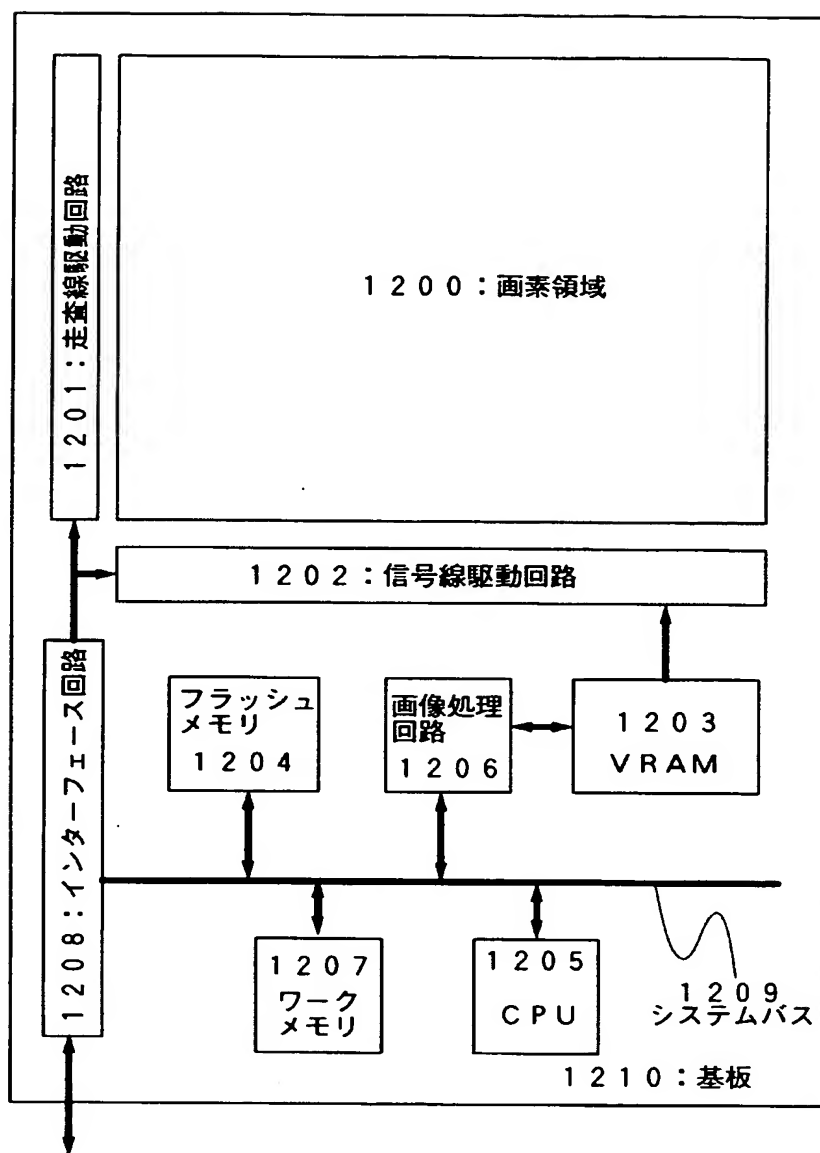 1201：走査線駆動回路
1200：画素領域
1202：信号線駆動回路
1208：インターフェース回路
フラッシュ
メモリ
1204
画像処理
回路
1206
1203
VRAM
1207
ワーク
メモリ
1205
CPU
1209
システムバス
1210：基板